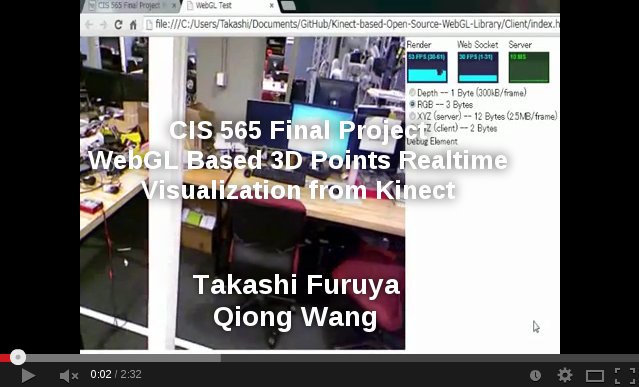 CIS 565 Final Project
WebGL Test
file:///C:/Users/Takashi/Documents/GitHub/Kinect-based-Open-Source-WebGL-Library/Client/index.h
Render Web Socket Server
53 FPS (30-61) 30 FPS (1-31) 10 MS
Depth -- 1 Byte (300kB/frame)
RGB -- 3 Bytes
XYZ (server) -- 12 Bytes (2.5MB/frame)
(client) -- 2 Bytes
Debug Element
CIS 565 Final Project
WebGL Based 3D Points Realtime
Visualization from Kinect
Takashi Furuya
Qiong Wang
0:02 / 2:32